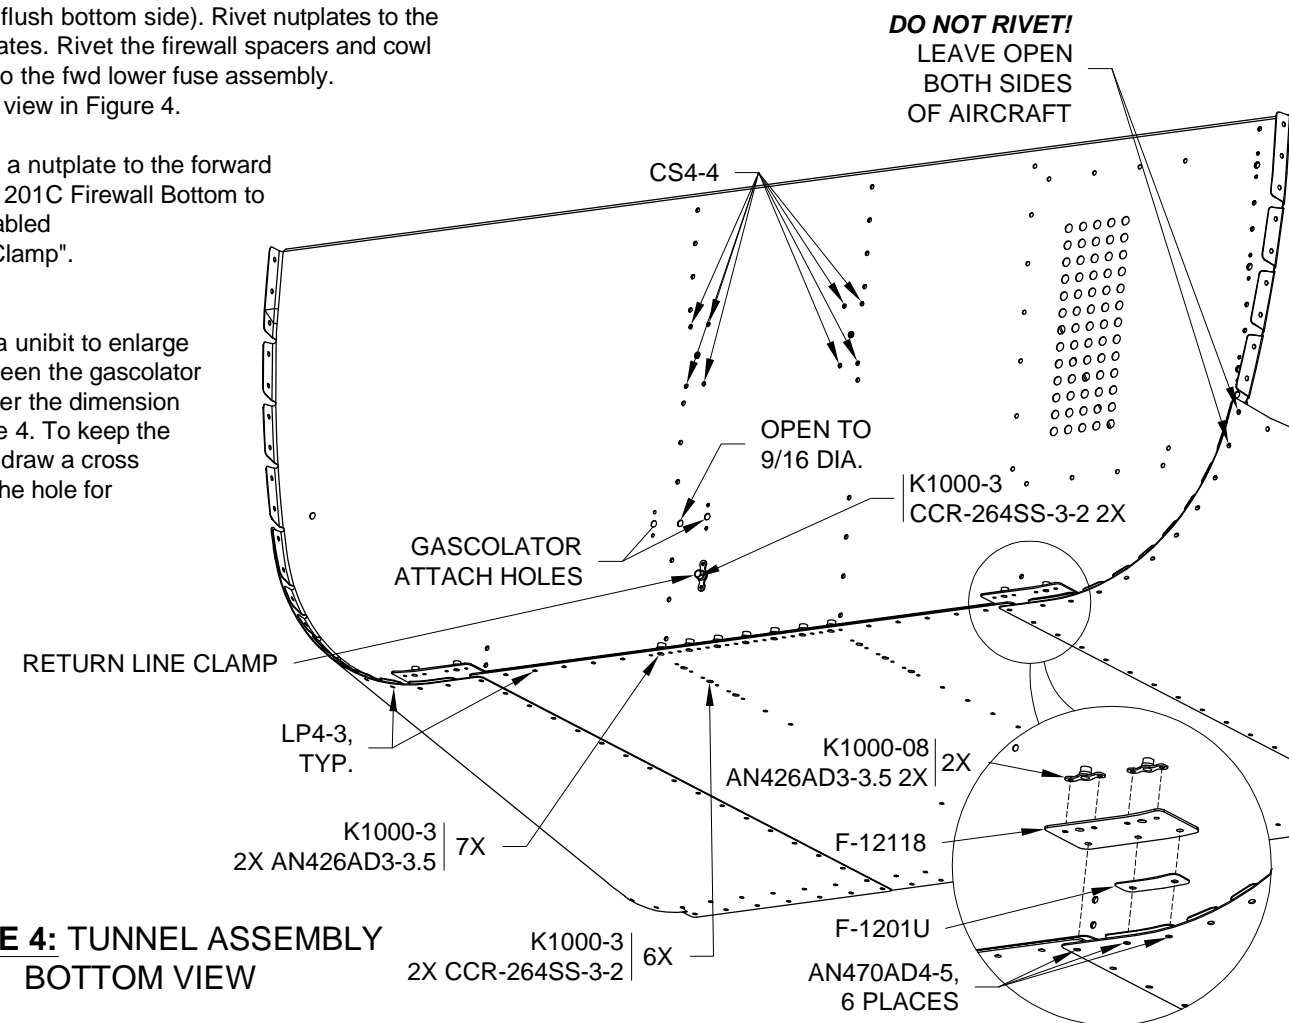 flush bottom side). Rivet nutplates to the
ates. Rivet the firewall spacers and cowl
o the fwd lower fuse assembly.
view in Figure 4.
a nutplate to the forward
201C Firewall Bottom to
abled
Clamp".
a unibit to enlarge
een the gascolator
er the dimension
e 4. To keep the
draw a cross
he hole for
DO NOT RIVET!
LEAVE OPEN
BOTH SIDES
OF AIRCRAFT
CS4-4
OPEN TO
9/16 DIA.
K1000-3
CCR-264SS-3-2 2X
GASCOLATOR
ATTACH HOLES
RETURN LINE CLAMP
LP4-3,
TYP.
K1000-08
AN426AD3-3.5 2X
2X
K1000-3
2X AN426AD3-3.5
7X
F-12118
F-1201U
K1000-3
2X CCR-264SS-3-2
6X
AN470AD4-5,
6 PLACES
E 4: TUNNEL ASSEMBLY
BOTTOM VIEW